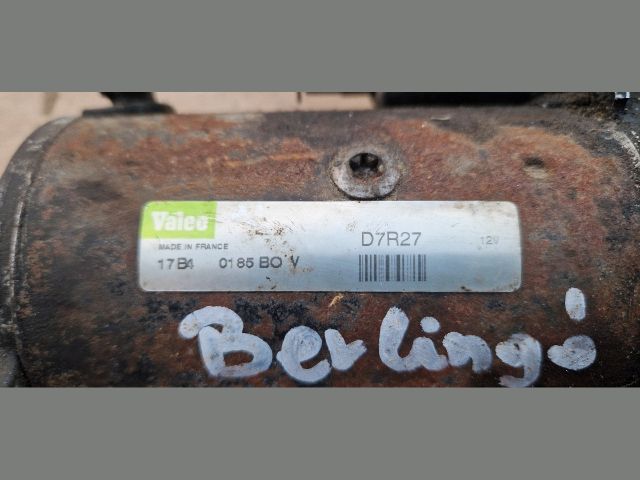 Valeo
MADE IN FRANCE
17B4 0185 BO V
D7R27 12V
Berlingo